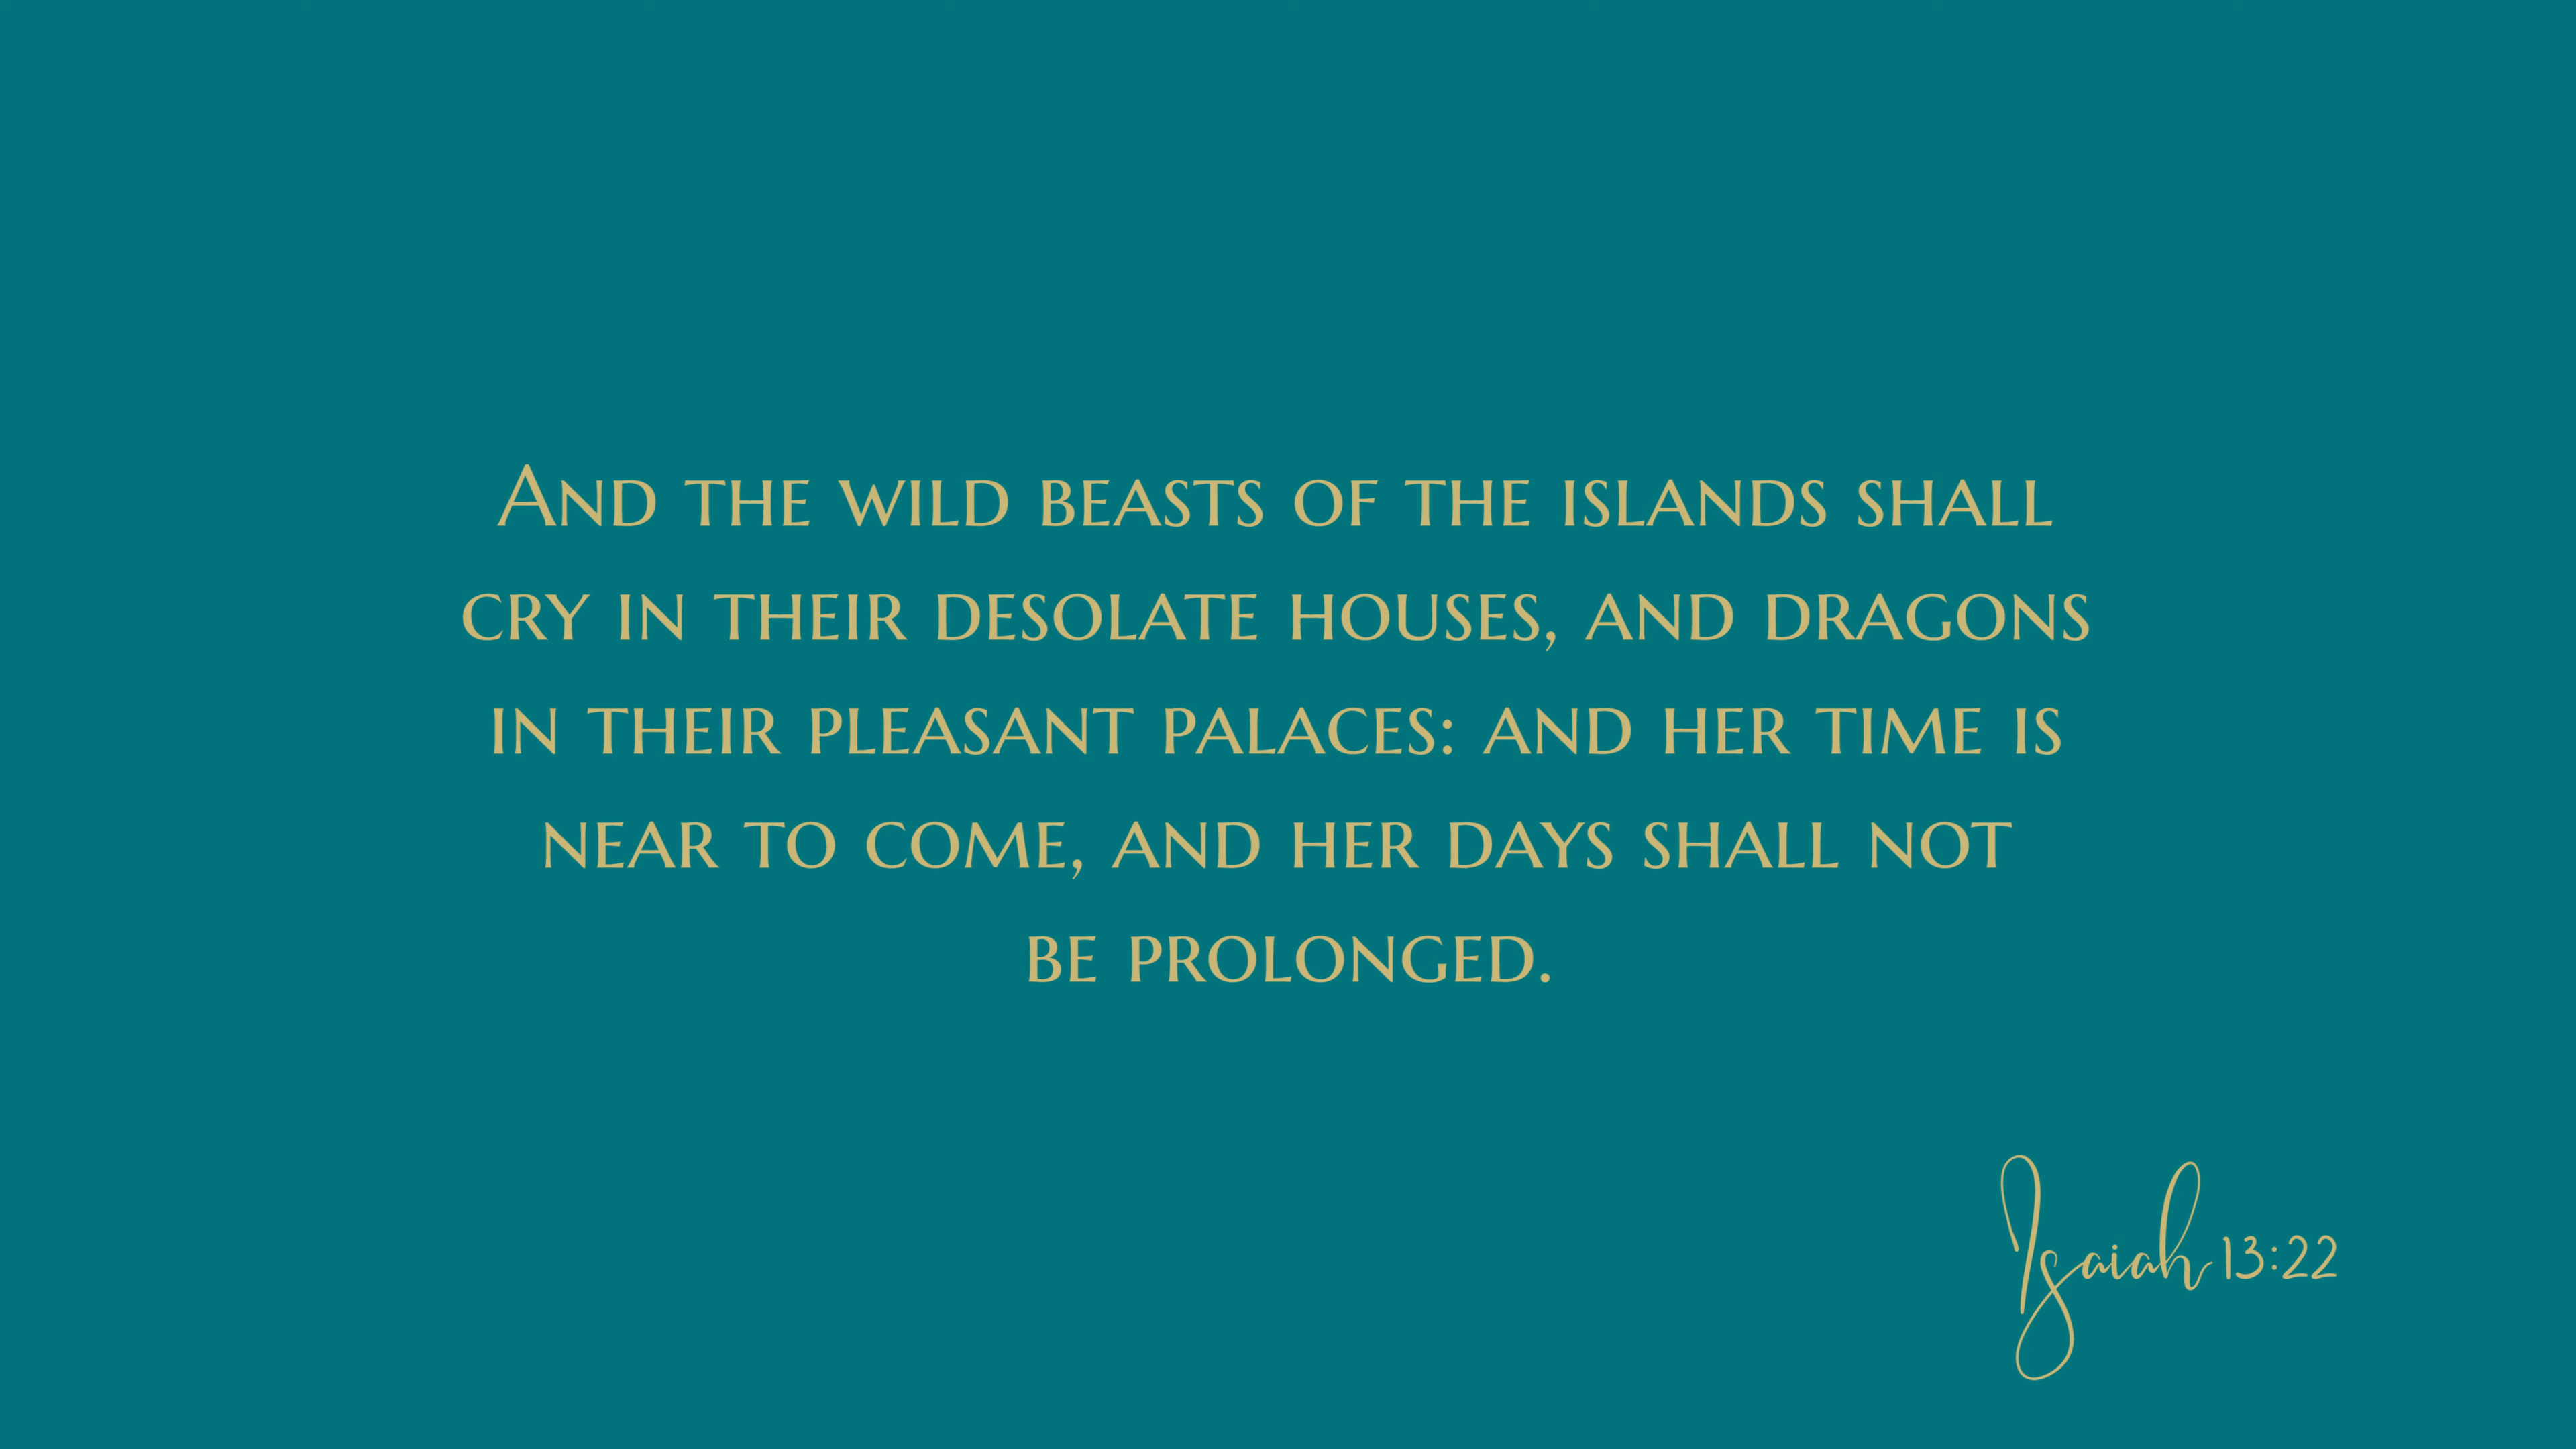 And the wild beasts of the islands shall
cry in their desolate houses, and dragons
in their pleasant palaces: and her time is
near to come, and her days shall not
be prolonged.
Isaiah 13:22